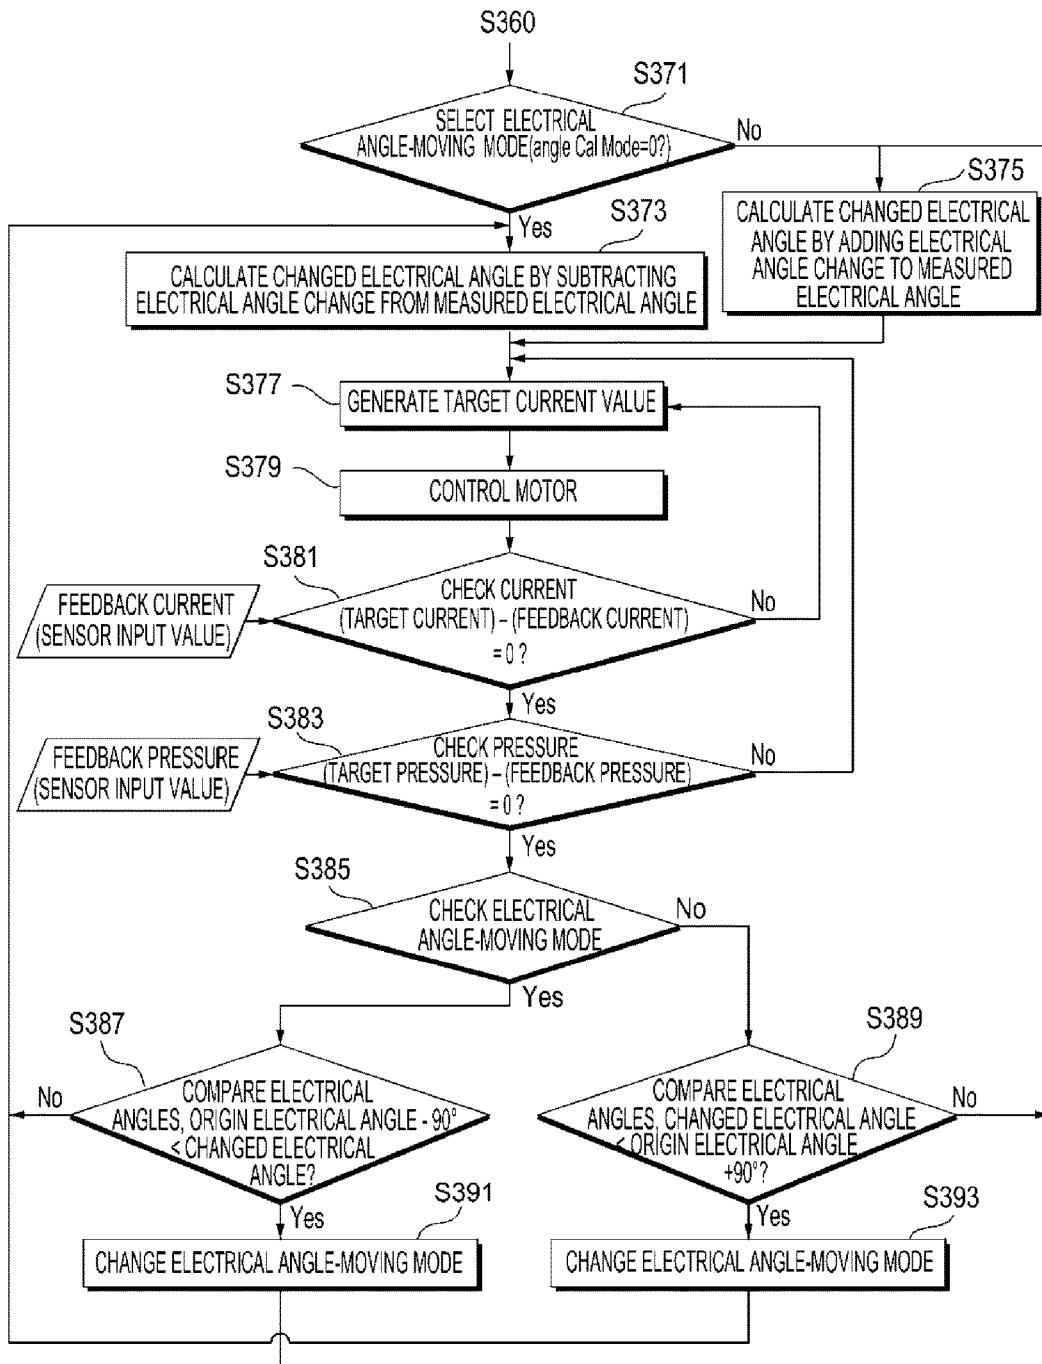 S360
S371
SELECT ELECTRICAL
ANGLE-MOVING MODE(angle Cal Mode=0?)
No
S375
CALCULATE CHANGED ELECTRICAL
ANGLE BY ADDING ELECTRICAL
ANGLE CHANGE TO MEASURED
ELECTRICAL ANGLE
Yes
S373
CALCULATE CHANGED ELECTRICAL ANGLE BY SUBTRACTING
ELECTRICAL ANGLE CHANGE FROM MEASURED ELECTRICAL ANGLE
S377
GENERATE TARGET CURRENT VALUE
S379
CONTROL MOTOR
S381
FEEDBACK CURRENT
(SENSOR INPUT VALUE)
CHECK CURRENT
(TARGET CURRENT) – (FEEDBACK CURRENT)
= 0 ?
No
Yes
S383
FEEDBACK PRESSURE
(SENSOR INPUT VALUE)
CHECK PRESSURE
(TARGET PRESSURE) – (FEEDBACK PRESSURE)
= 0 ?
No
Yes
S385
CHECK ELECTRICAL
ANGLE-MOVING MODE
No
Yes
S387
No
COMPARE ELECTRICAL
ANGLES, ORIGIN ELECTRICAL ANGLE - 90°
< CHANGED ELECTRICAL
ANGLE?
Yes
S389
COMPARE ELECTRICAL
ANGLES, CHANGED ELECTRICAL ANGLE
< ORIGIN ELECTRICAL ANGLE
+90°?
No
Yes
S391
CHANGE ELECTRICAL ANGLE-MOVING MODE
S393
CHANGE ELECTRICAL ANGLE-MOVING MODE